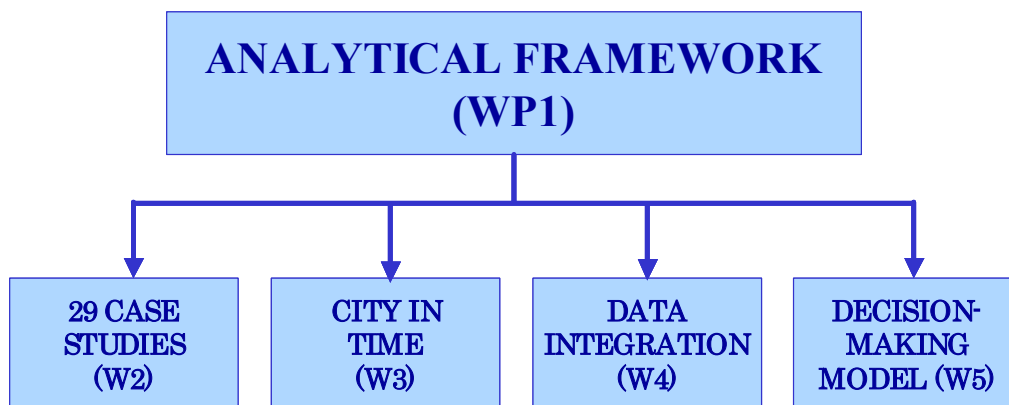 ANALYTICAL FRAMEWORK
(WP1)
29 CASE
STUDIES
(W2)
CITY IN
TIME
(W3)
DATA
INTEGRATION
(W4)
DECISION-
MAKING
MODEL (W5)